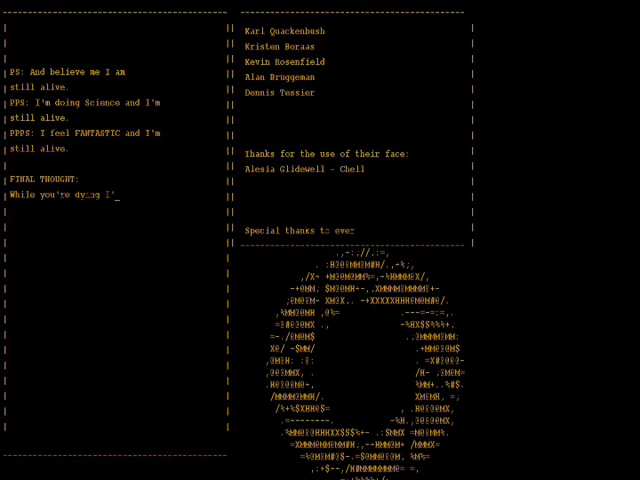 PS: And believe me I am
still alive.
PPS: I'm doing Science and I'm
still alive.
PPPS: I feel FANTASTIC and I'm
still alive.
FINAL THOUGHT:
While you're dying I'_
Karl Quackenbush
Kristen Boraas
Kevin Rosenfield
Alan Bruggeman
Dennis Tessier
Thanks for the use of their face:
Alesia Glidewell - Chell
Special thanks to ever